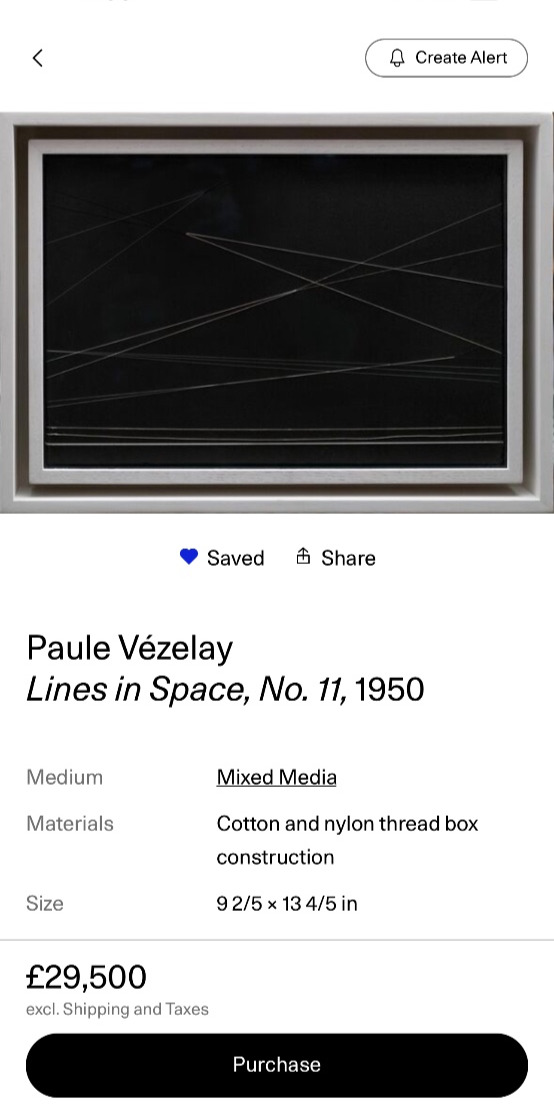 Create Alert
Saved
Share
Paule Vézelay
Lines in Space, No. 11, 1950
Medium
Mixed Media
Materials
Cotton and nylon thread box
construction
Size
9 2/5 × 13 4/5 in
£29,500
excl. Shipping and Taxes
Purchase